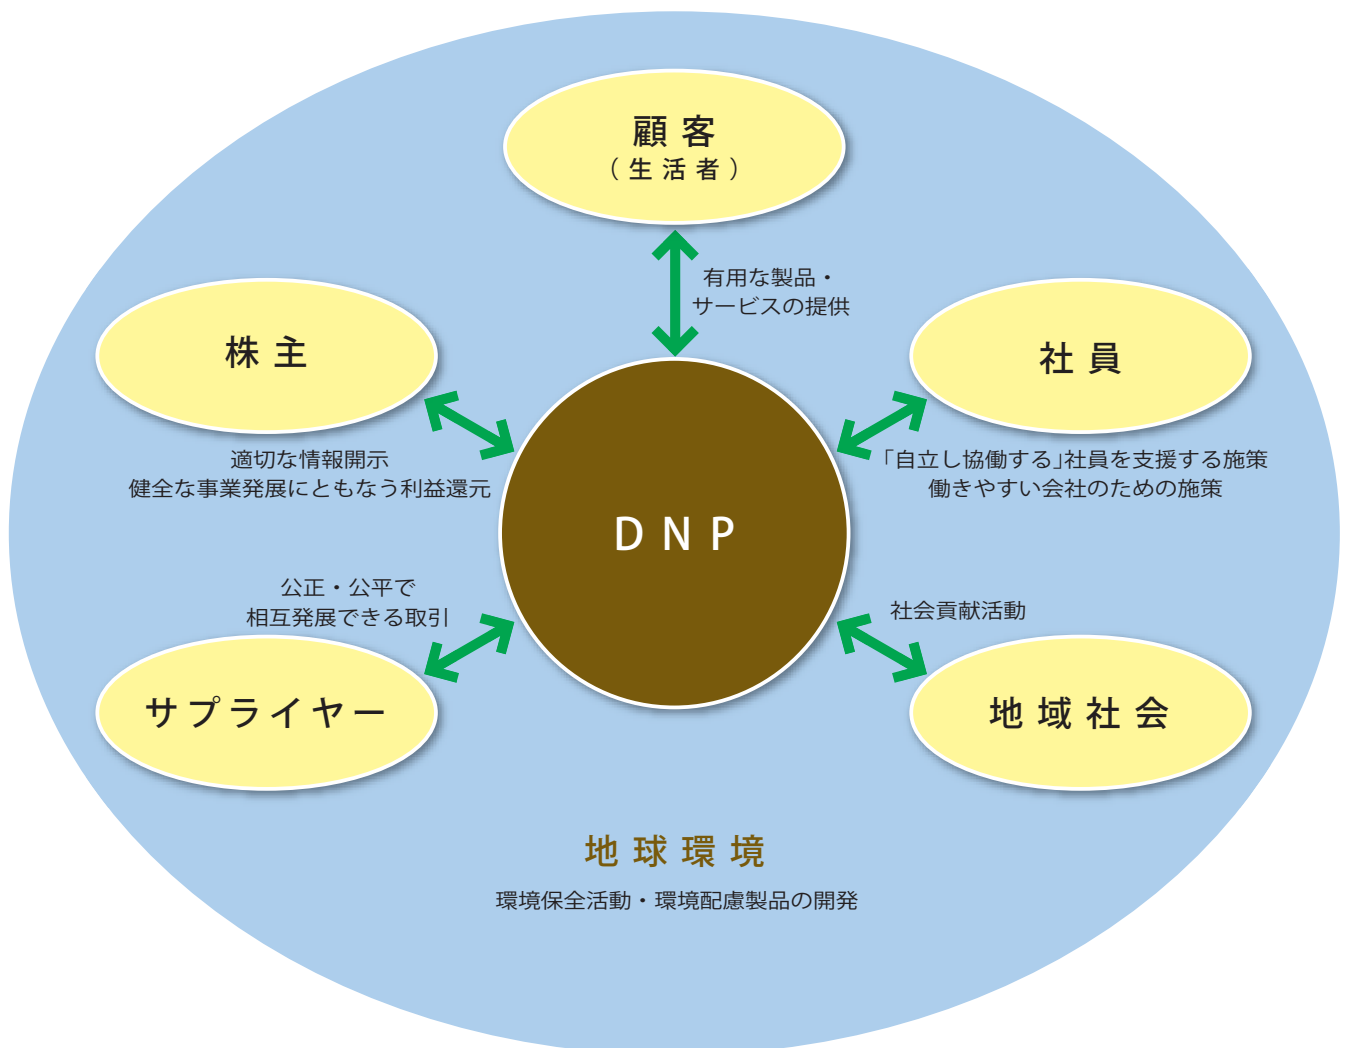 顧客
（生活者）
有用な製品・
サービスの提供
株主
適切な情報開示
健全な事業発展にともなう利益還元
社員
「自立し協働する」社員を支援する施策
働きやすい会社のための施策
DNP
公正・公平で
相互発展できる取引
サプライヤー
社会貢献活動
地域社会
地球環境
環境保全活動・環境配慮製品の開発